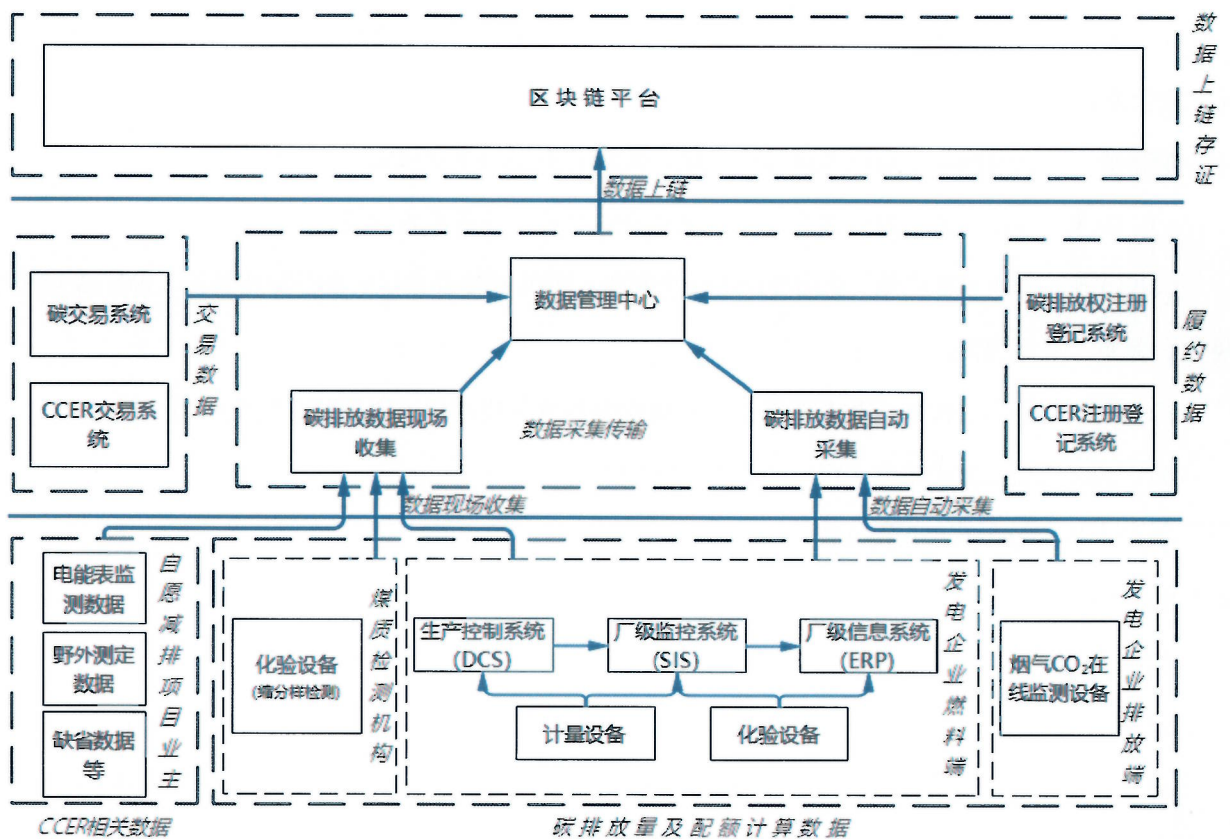 区块链平台
数据上链存证
数据上链
碳交易系统
CCER交易系
统
交易数据
数据管理中心
碳排放数据现场
收集
数据采集传输
碳排放数据自动
采集
碳排放权注册
登记系统
CCER注册登
记系统
履约数据
数据现场收集
数据自动采集
电能表监
测数据
野外测定
数据
缺省数据
等
自愿减排项目业主
化验设备
(缩分样检测)
煤质检测机构
生产控制系统
(DCS)
厂级监控系统
(SIS)
厂级信息系统
(ERP)
计量设备
化验设备
发电企业燃料端
烟气CO₂在
线监测设备
发电企业排放端
CCER相关数据
碳排放量及配额计算数据